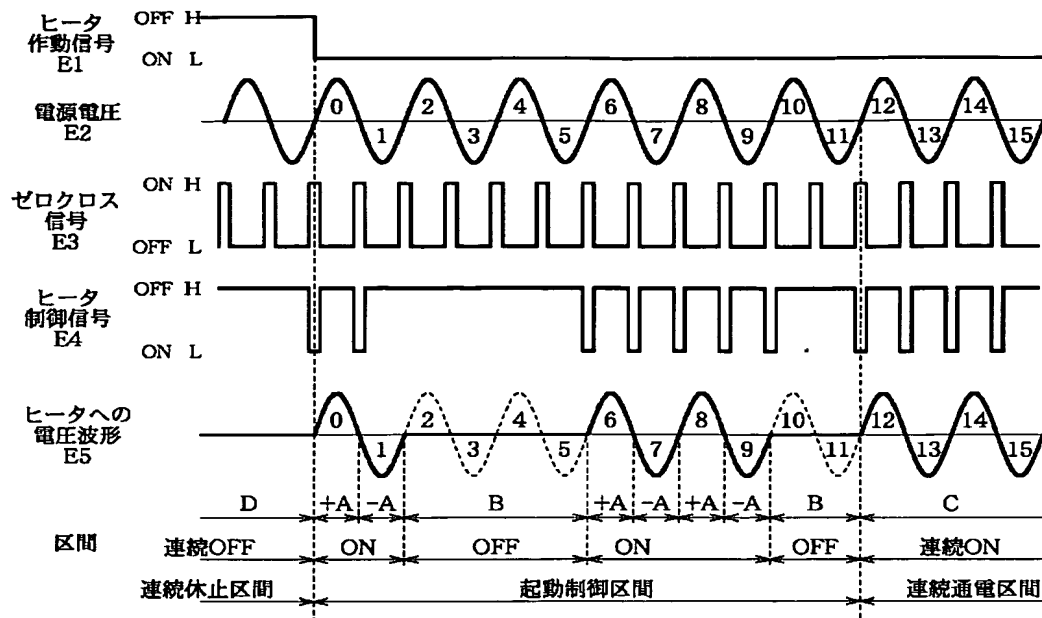 ヒータ
作動信号
E1
OFF H
ON L
電源電圧
E2
0 2 4 6 8 10 12 14
1 3 5 7 9 11 13 15
ゼロクロス
信号
E3
ON H
OFF L
ヒータ
制御信号
E4
OFF H
ON L
ヒータへの
電圧波形
E5
0 2 4 6 8 10 12 14
1 3 5 7 9 11 13 15
D +A −A B +A −A +A −A B C
区間 連続OFF ON OFF ON OFF 連続ON
連続休止区間 起動制御区間 連続通電区間